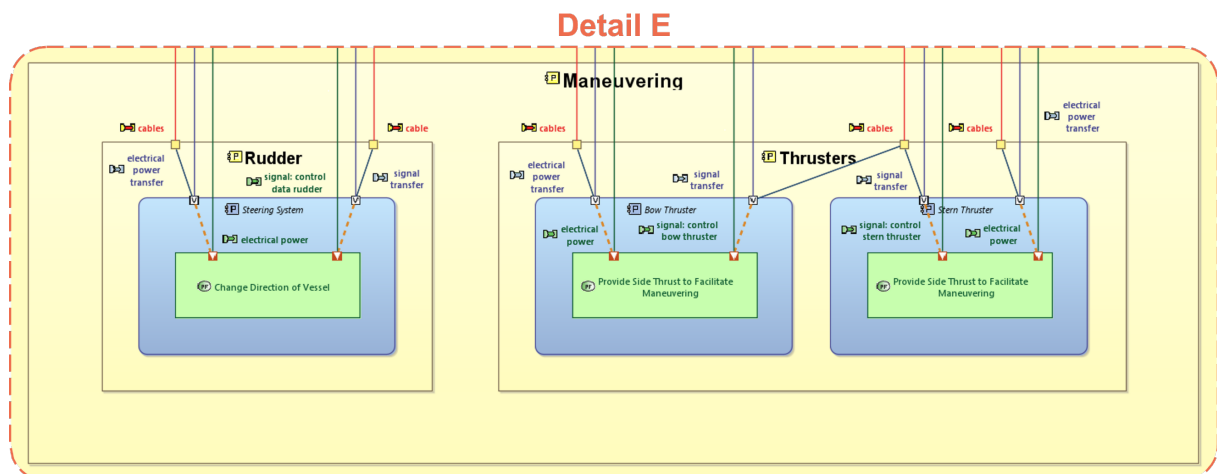 Detail E
Maneuvering
electrical
power
transfer
cables
cable
cables
cables
cables
Rudder
Thrusters
electrical
power
transfer
signal: control
data rudder
signal
transfer
electrical
power
transfer
signal
transfer
signal
transfer
Steering System
Bow Thruster
Stern Thruster
electrical power
electrical
power
signal: control
bow thruster
signal: control
stern thruster
electrical
power
Change Direction of Vessel
Provide Side Thrust to Facilitate
Maneuvering
Provide Side Thrust to Facilitate
Maneuvering